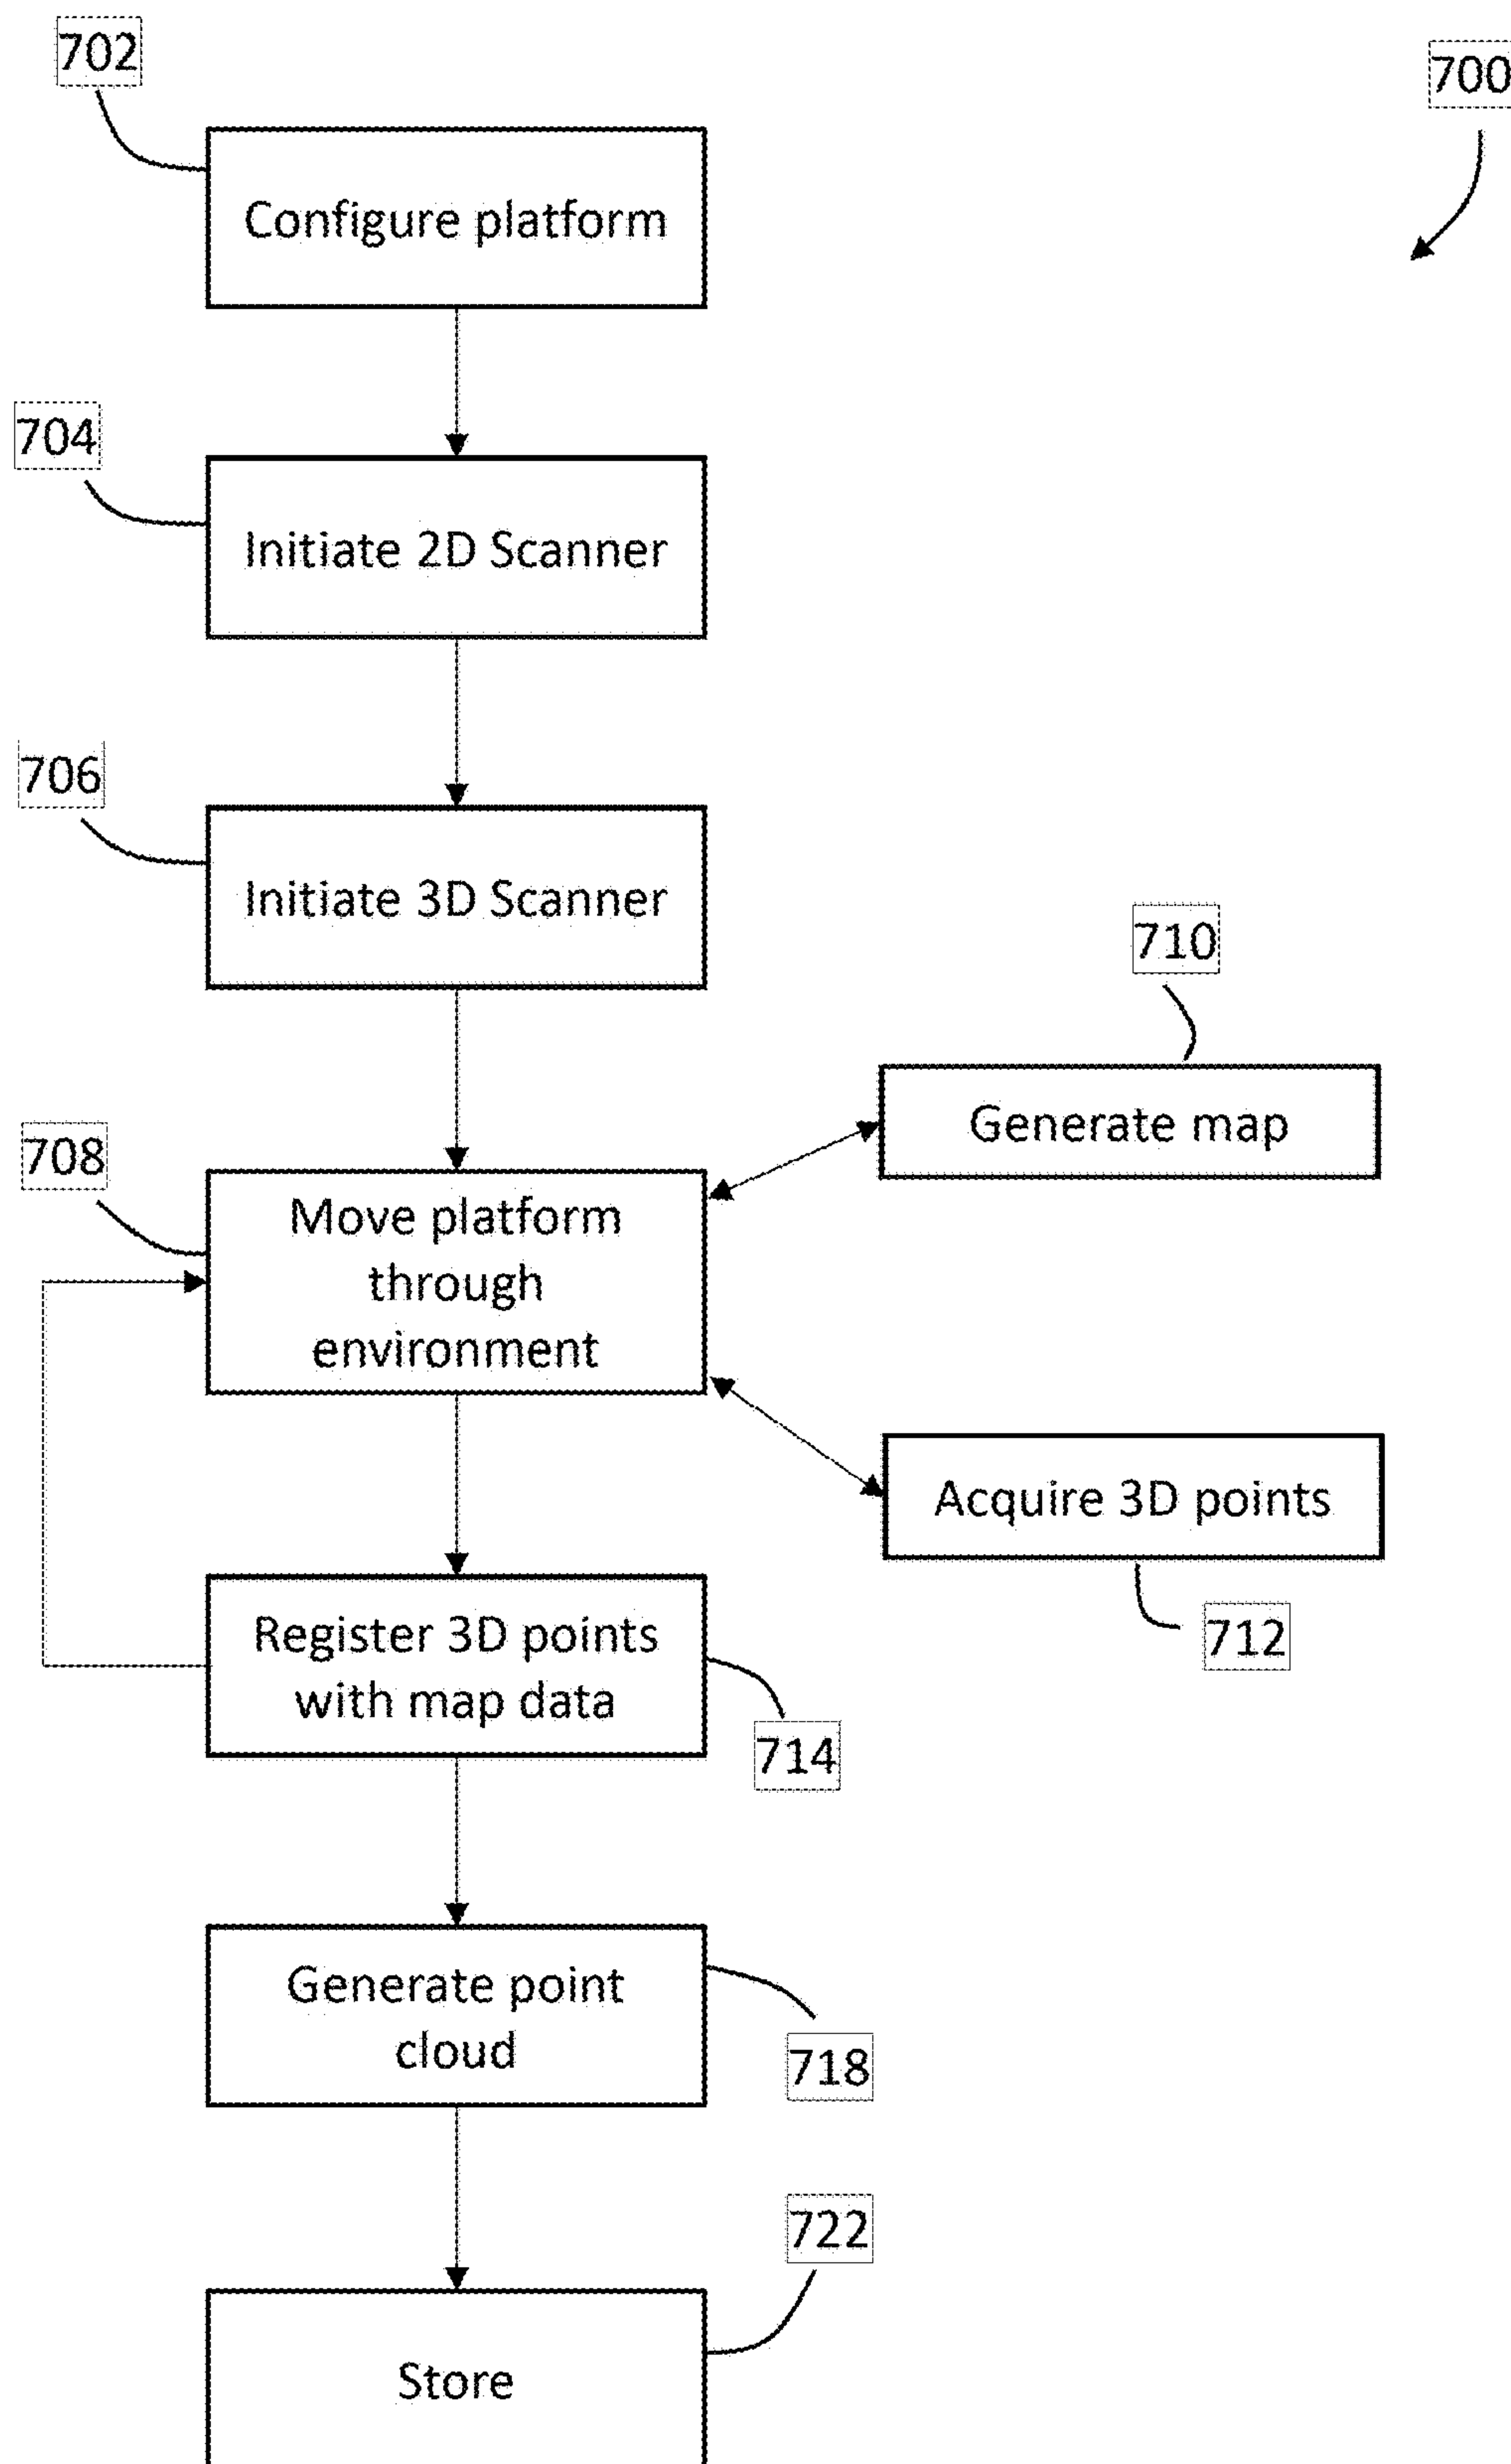 702
700
Configure platform
704
Initiate 2D Scanner
706
Initiate 3D Scanner
710
Generate map
708
Move platform
through
environment
Acquire 3D points
712
Register 3D points
with map data
714
Generate point
cloud
718
722
Store